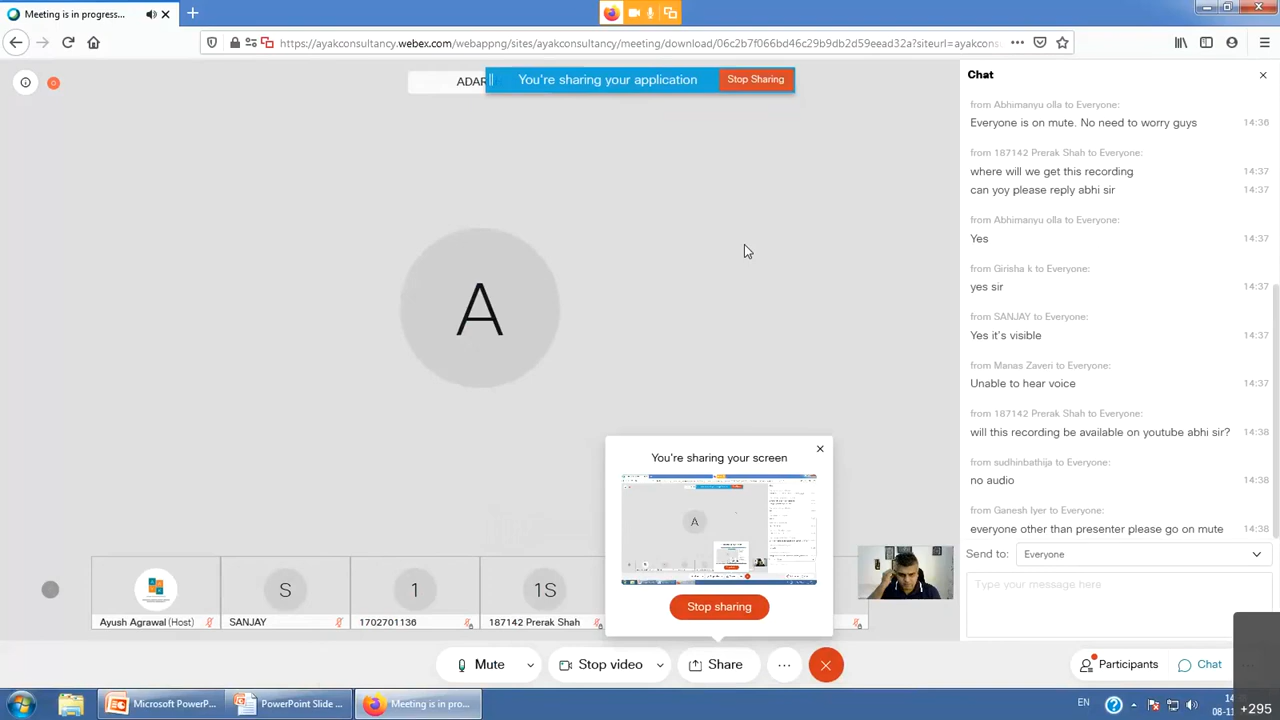 Meeting is in progress...
https://ayakconsultancy.webex.com/webappng/sites/ayakconsultancy/meeting/download/06c2b7f066bd46c29b9db2d59eead32a?siteurl=ayakcons
ADAR
You're sharing your application
Stop Sharing
A
You're sharing your screen
A
Stop sharing
S
1
1S
Ayush Agrawal (Host)
SANJAY
1702701136
187142 Prerak Shah
Mute
Stop video
Share
Chat
from Abhimanyu olla to Everyone:
Everyone is on mute. No need to worry guys 14:36
from 187142 Prerak Shah to Everyone:
where will we get this recording 14:37
can yoy please reply abhi sir 14:37
from Abhimanyu olla to Everyone:
Yes 14:37
from Girisha k to Everyone:
yes sir 14:37
from SANJAY to Everyone:
Yes it's visible 14:37
from Manas Zaveri to Everyone:
Unable to hear voice 14:37
from 187142 Prerak Shah to Everyone:
will this recording be available on youtube abhi sir? 14:38
from sudhinbathija to Everyone:
no audio 14:38
from Ganesh Iyer to Everyone:
everyone other than presenter please go on mute 14:38
Send to: Everyone
Type your message here
Participants
Chat
Microsoft PowerP...
PowerPoint Slide ...
Meeting is in pro...
EN
14
08-11
+295